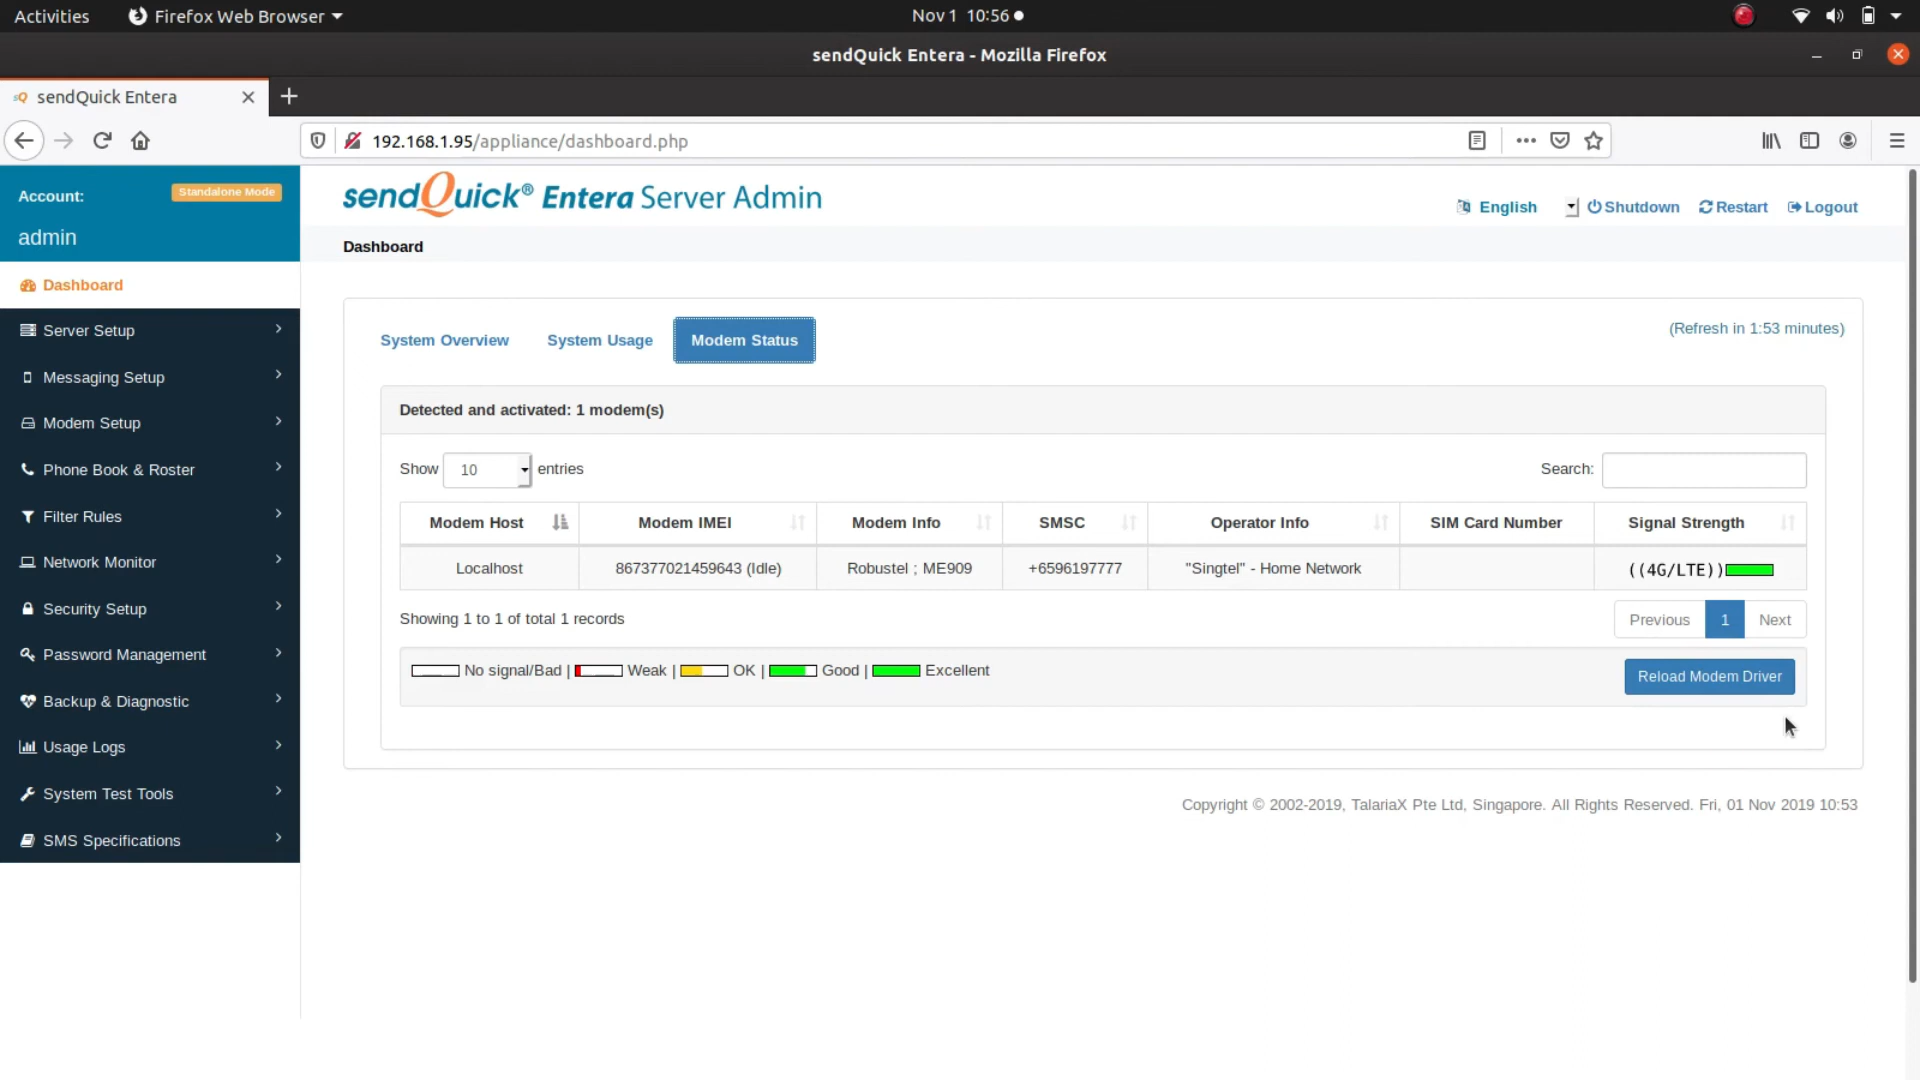 Activities Firefox Web Browser Nov 1 10:56
sendQuick Entera - Mozilla Firefox
sQ sendQuick Entera
192.168.1.95/appliance/dashboard.php
Account: Standalone Mode
admin
sendQuick® Entera Server Admin
English Shutdown Restart Logout
Dashboard
Dashboard
Server Setup
Messaging Setup
Modem Setup
Phone Book & Roster
Filter Rules
Network Monitor
Security Setup
Password Management
Backup & Diagnostic
Usage Logs
System Test Tools
SMS Specifications
System Overview System Usage Modem Status
(Refresh in 1:53 minutes)
Detected and activated: 1 modem(s)
Show 10 entries
Search:
Modem Host Modem IMEI Modem Info SMSC Operator Info SIM Card Number Signal Strength
Localhost 867377021459643 (Idle) Robustel ; ME909 +6596197777 "Singtel" - Home Network ((4G/LTE))
Showing 1 to 1 of total 1 records
Previous 1 Next
No signal/Bad | Weak | OK | Good | Excellent
Reload Modem Driver
Copyright © 2002-2019, TalariaX Pte Ltd, Singapore. All Rights Reserved. Fri, 01 Nov 2019 10:53